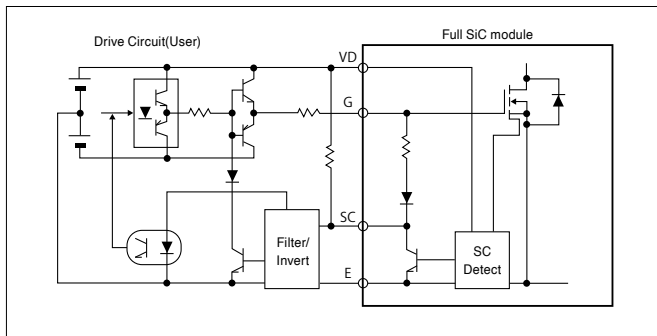 Drive Circuit(User)
Full SiC module
VD
G
SC
Filter/
Invert
SC
Detect
E